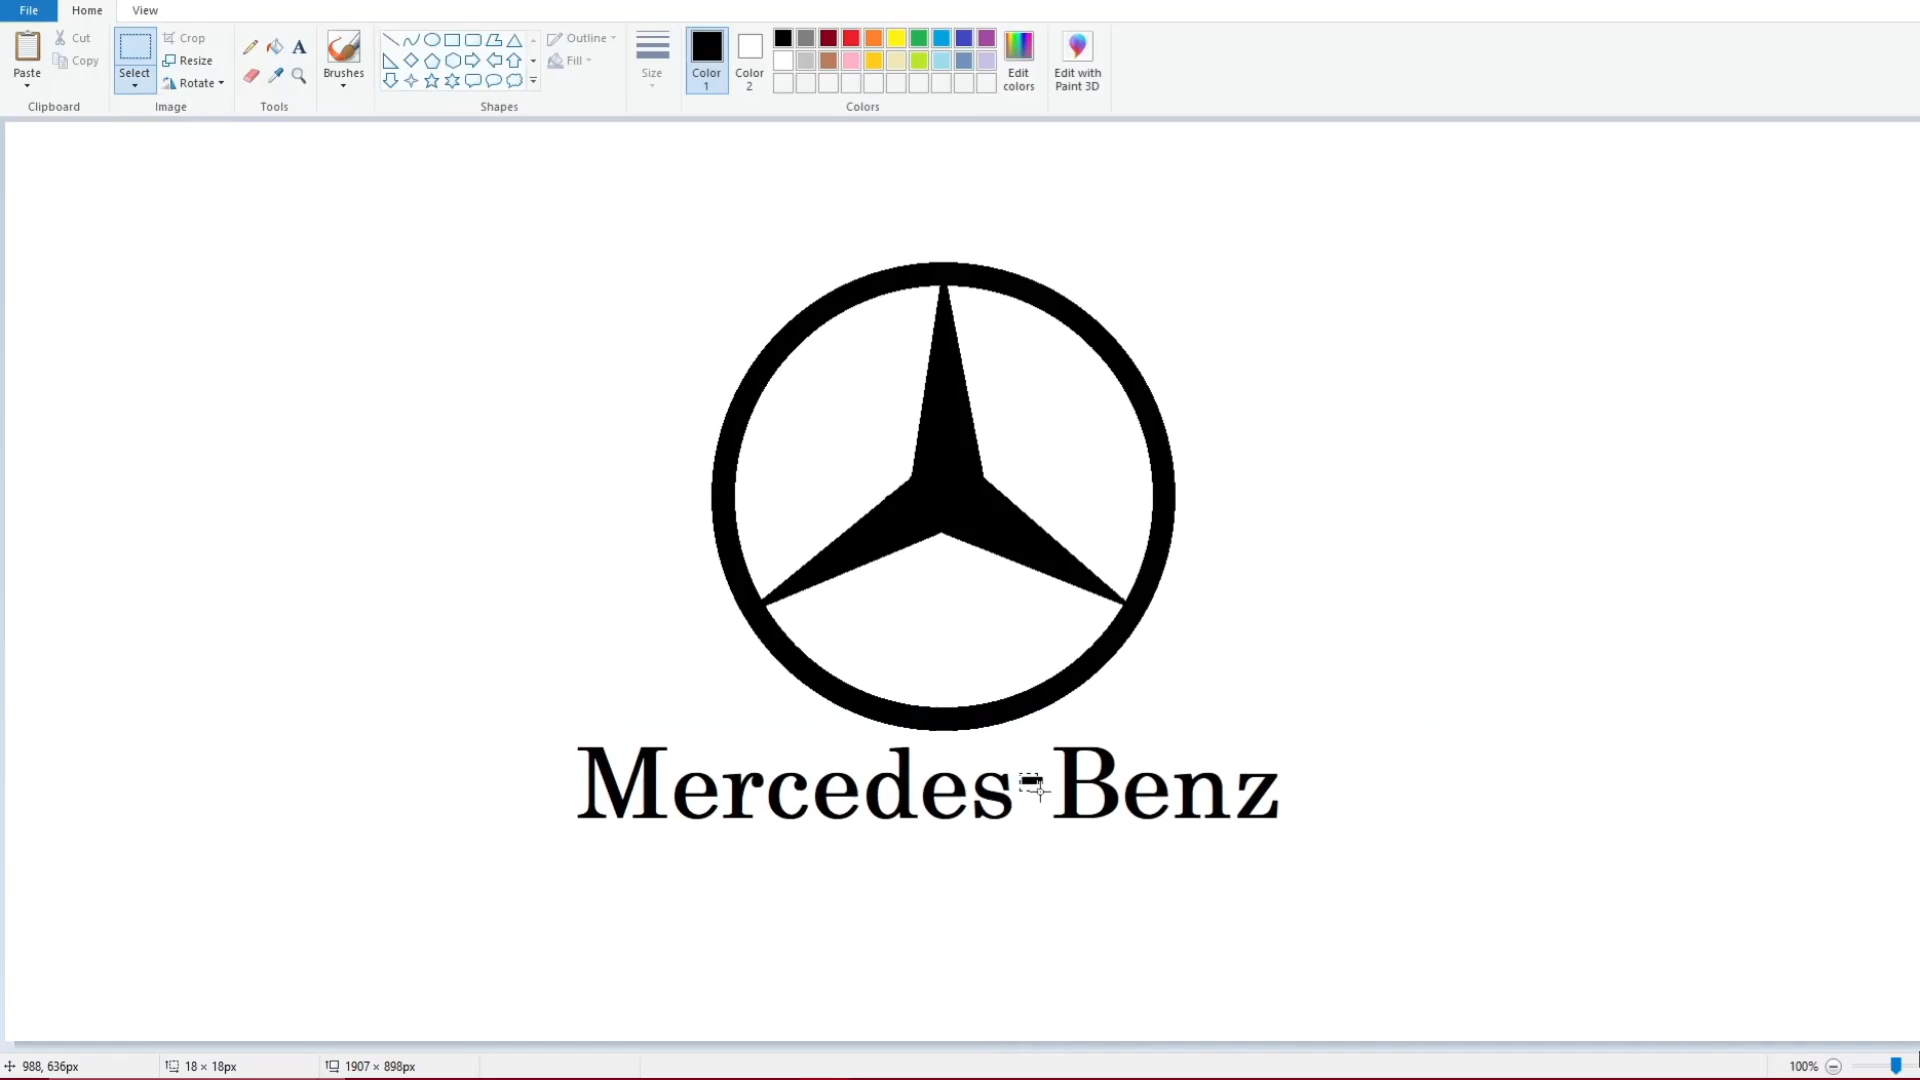 File Home View
Paste Cut Copy
Clipboard
Select Crop Resize Rotate
Image
A
Tools
Brushes
Outline Fill
Shapes
Size
Color 1 Color 2
Edit colors
Colors
Edit with Paint 3D
Mercedes-Benz
988, 636px 18 × 18px 1907 × 898px 100%